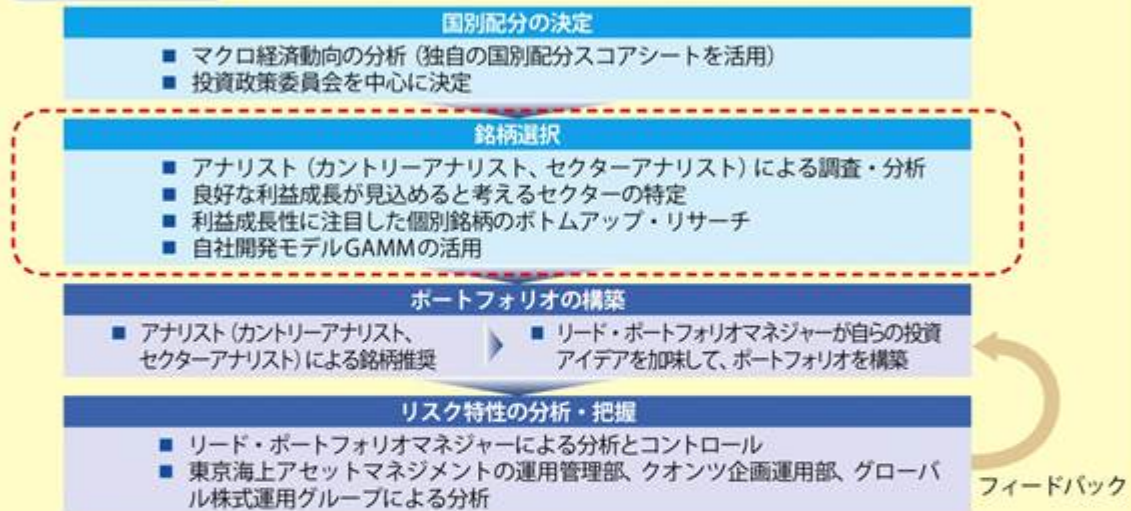 国別配分の決定
■ マクロ経済動向の分析（独自の国別配分スコアシートを活用）
■ 投資政策委員会を中心に決定
銘柄選択
■ アナリスト（カントリーアナリスト、セクターアナリスト）による調査・分析
■ 良好な利益成長が見込めると考えるセクターの特定
■ 利益成長性に注目した個別銘柄のボトムアップ・リサーチ
■ 自社開発モデルGAMMの活用
ポートフォリオの構築
■ アナリスト（カントリーアナリスト、
セクターアナリスト）による銘柄推奨
■ リード・ポートフォリオマネジャーが自らの投資
アイデアを加味して、ポートフォリオを構築
リスク特性の分析・把握
■ リード・ポートフォリオマネジャーによる分析とコントロール
■ 東京海上アセットマネジメントの運用管理部、クオンツ企画運用部、グローバ
ル株式運用グループによる分析
フィードバック